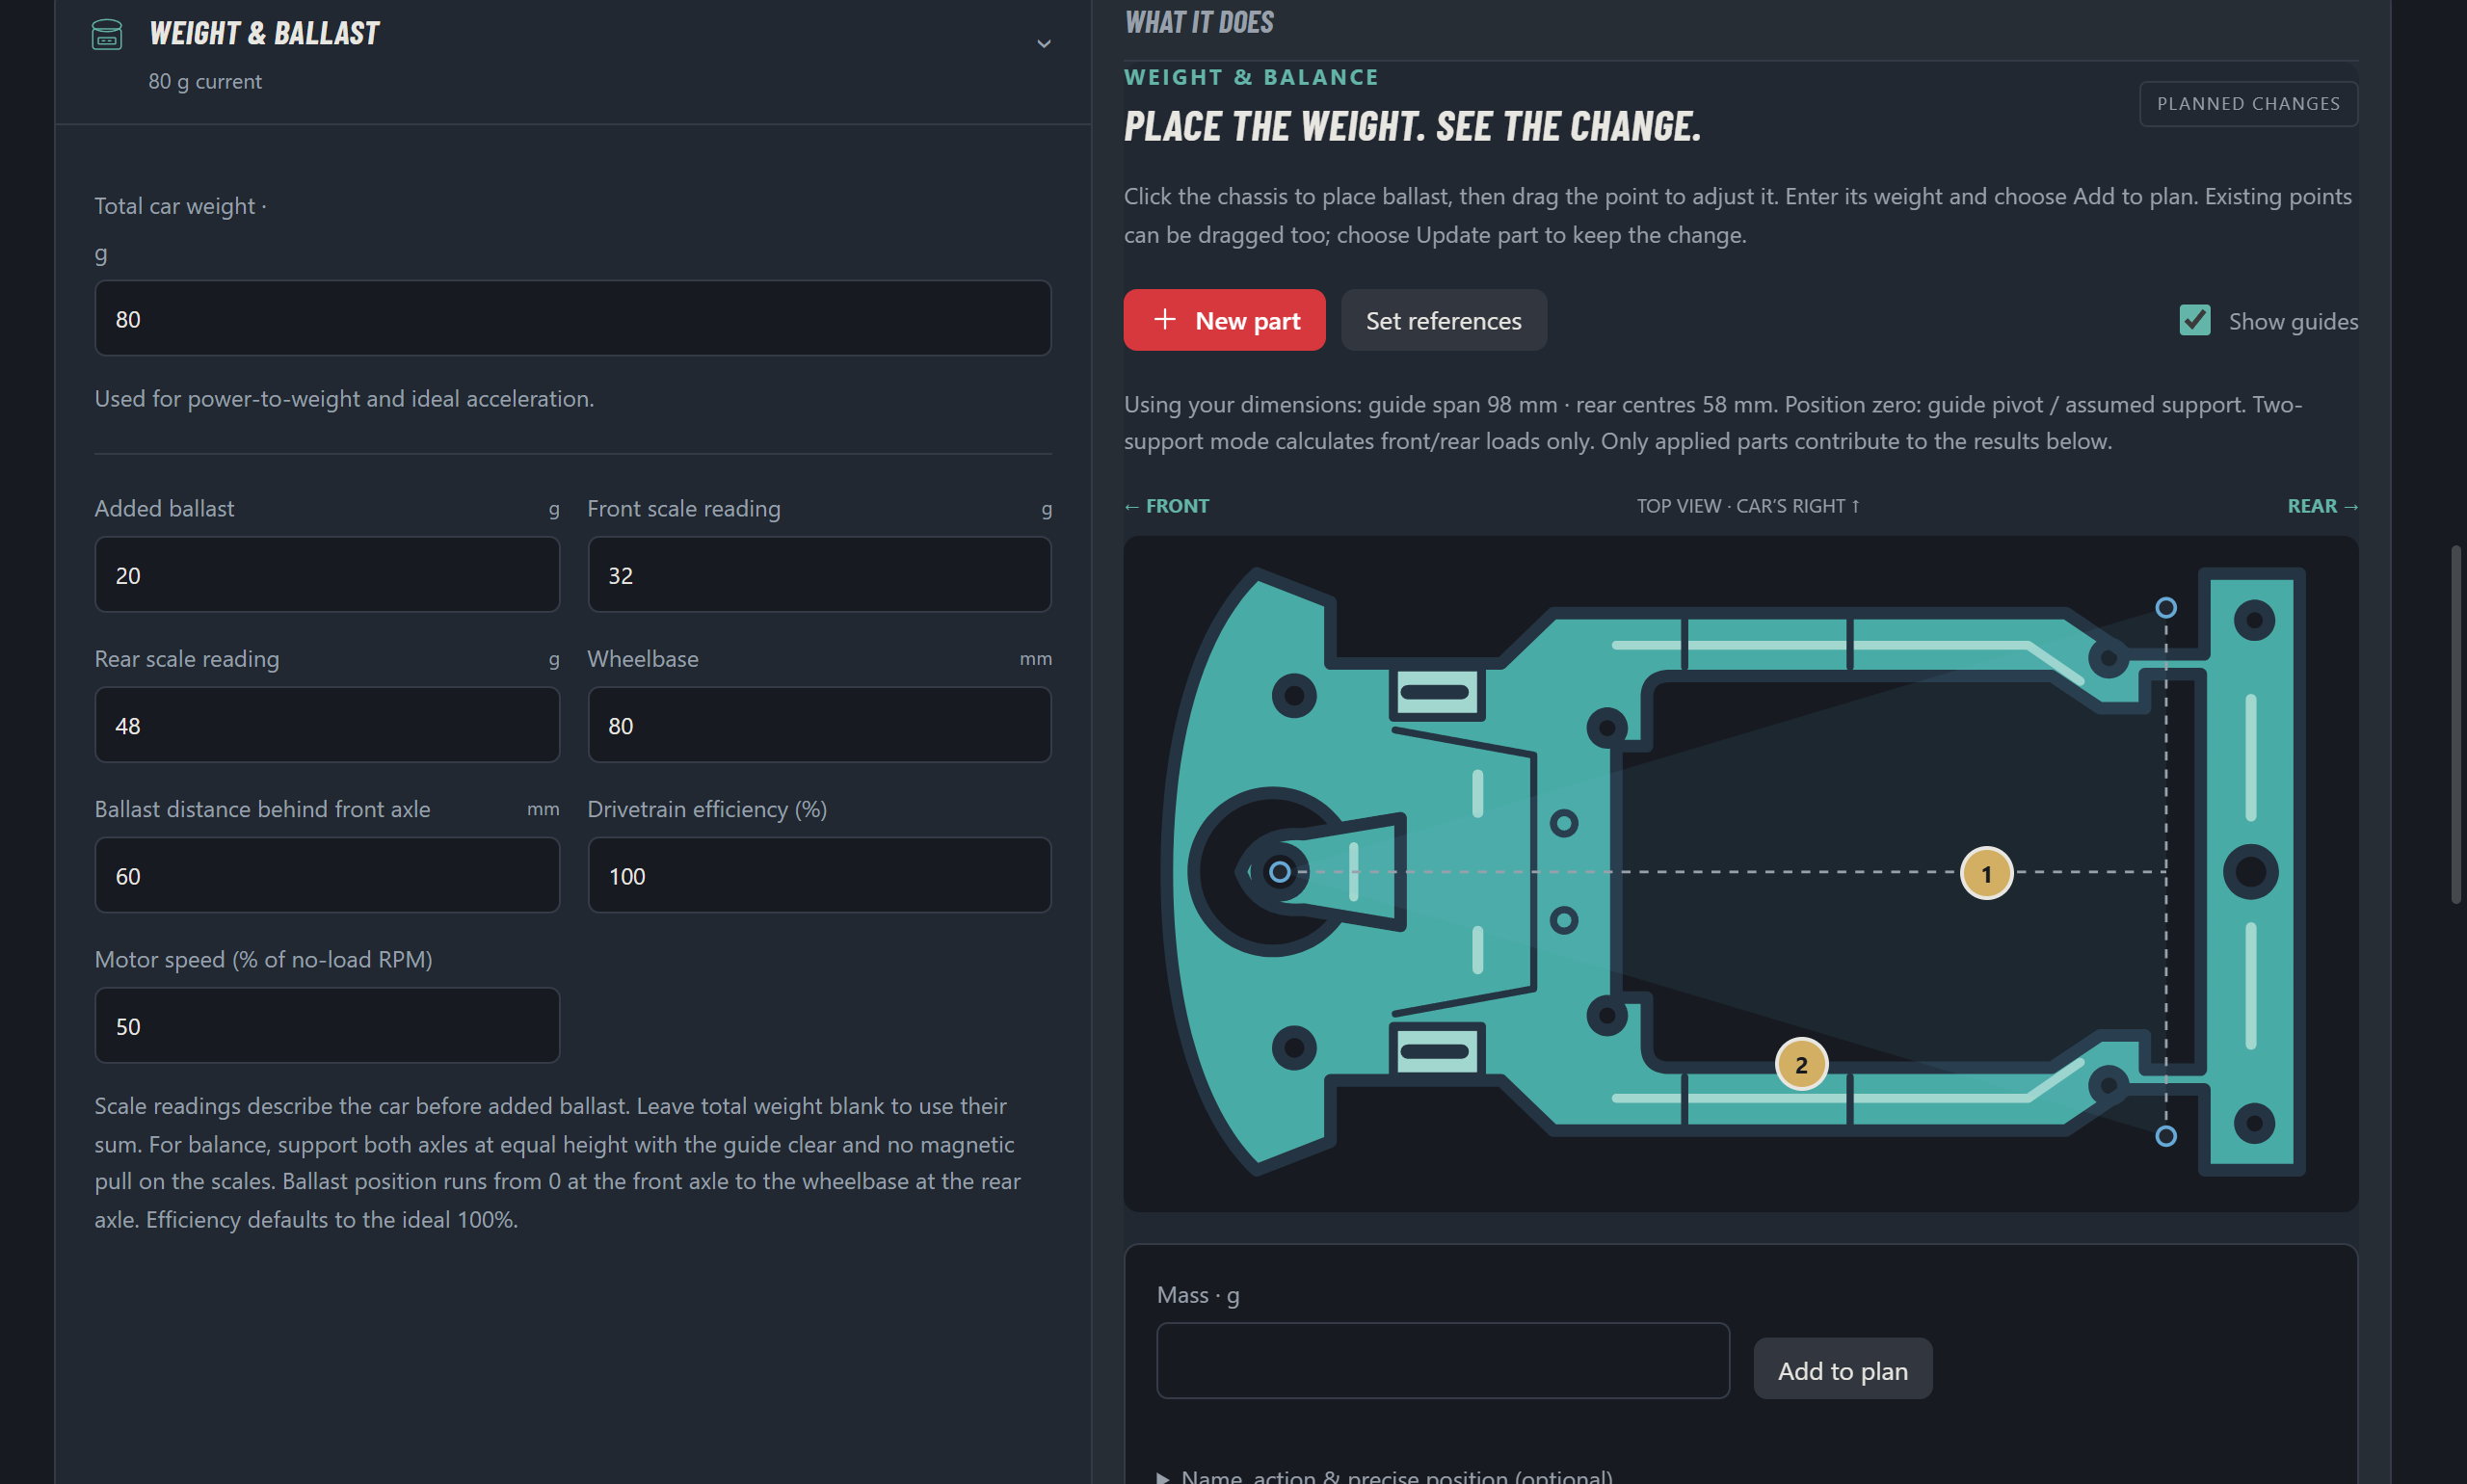 WEIGHT & BALLAST
80 g current
Total car weight ·
g
80
Used for power-to-weight and ideal acceleration.
Added ballast g
20
Front scale reading g
32
Rear scale reading g
48
Wheelbase mm
80
Ballast distance behind front axle mm
60
Drivetrain efficiency (%)
100
Motor speed (% of no-load RPM)
50
Scale readings describe the car before added ballast. Leave total weight blank to use their
sum. For balance, support both axles at equal height with the guide clear and no magnetic
pull on the scales. Ballast position runs from 0 at the front axle to the wheelbase at the rear
axle. Efficiency defaults to the ideal 100%.
WHAT IT DOES
WEIGHT & BALANCE
PLACE THE WEIGHT. SEE THE CHANGE.
PLANNED CHANGES
Click the chassis to place ballast, then drag the point to adjust it. Enter its weight and choose Add to plan. Existing points
can be dragged too; choose Update part to keep the change.
+ New part
Set references
Show guides
Using your dimensions: guide span 98 mm · rear centres 58 mm. Position zero: guide pivot / assumed support. Two-
support mode calculates front/rear loads only. Only applied parts contribute to the results below.
← FRONT
TOP VIEW · CAR'S RIGHT ↑
REAR →
1
2
Mass · g
Add to plan
▶ Name, action & precise position (optional)